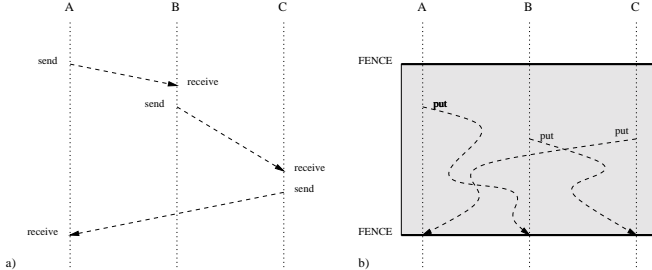 A B C
send
receive
send
receive
send
receive
a)
A B C
FENCE
put
put put
FENCE
b)